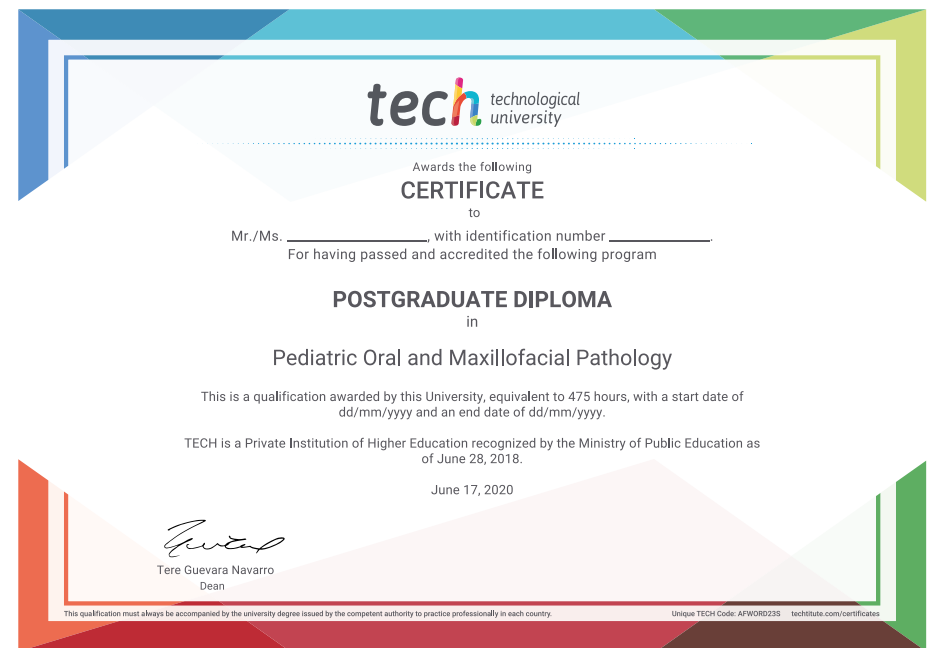 tech technological
university
Awards the following
CERTIFICATE
to
Mr./Ms. ____________, with identification number ____________.
For having passed and accredited the following program
POSTGRADUATE DIPLOMA
in
Pediatric Oral and Maxillofacial Pathology
This is a qualification awarded by this University, equivalent to 475 hours, with a start date of
dd/mm/yyyy and an end date of dd/mm/yyyy.
TECH is a Private Institution of Higher Education recognized by the Ministry of Public Education as
of June 28, 2018.
June 17, 2020
Tere Guevara Navarro
Dean
This qualification must always be accompanied by the university degree issued by the competent authority to practice professionally in each country. Unique TECH Code: AFWORD23S techtitute.com/certificates